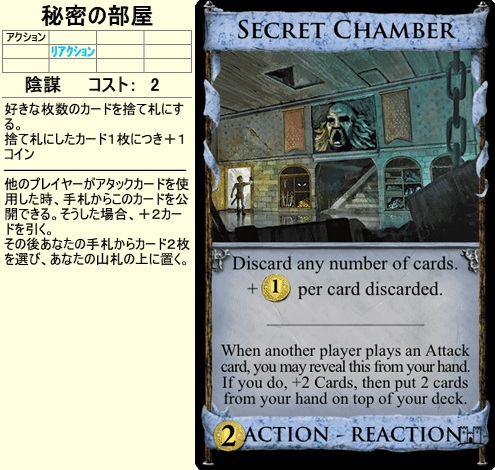 秘密の部屋
アクション
リアクション
陰謀 コスト: 2
好きな枚数のカードを捨て札にす
る。
捨て札にしたカード1枚につき+1
コイン
他のプレイヤーがアタックカードを使
用した時、手札からこのカードを公
開できる。そうした場合、+2カー
ドを引く。
その後あなたの手札からカード2枚
を選び、あなたの山札の上に置く。
SECRET CHAMBER
Discard any number of cards.
+ 1 per card discarded.
When another player plays an Attack
card, you may reveal this from your hand.
If you do, +2 Cards, then put 2 cards
from your hand on top of your deck.
2 ACTION - REACTION